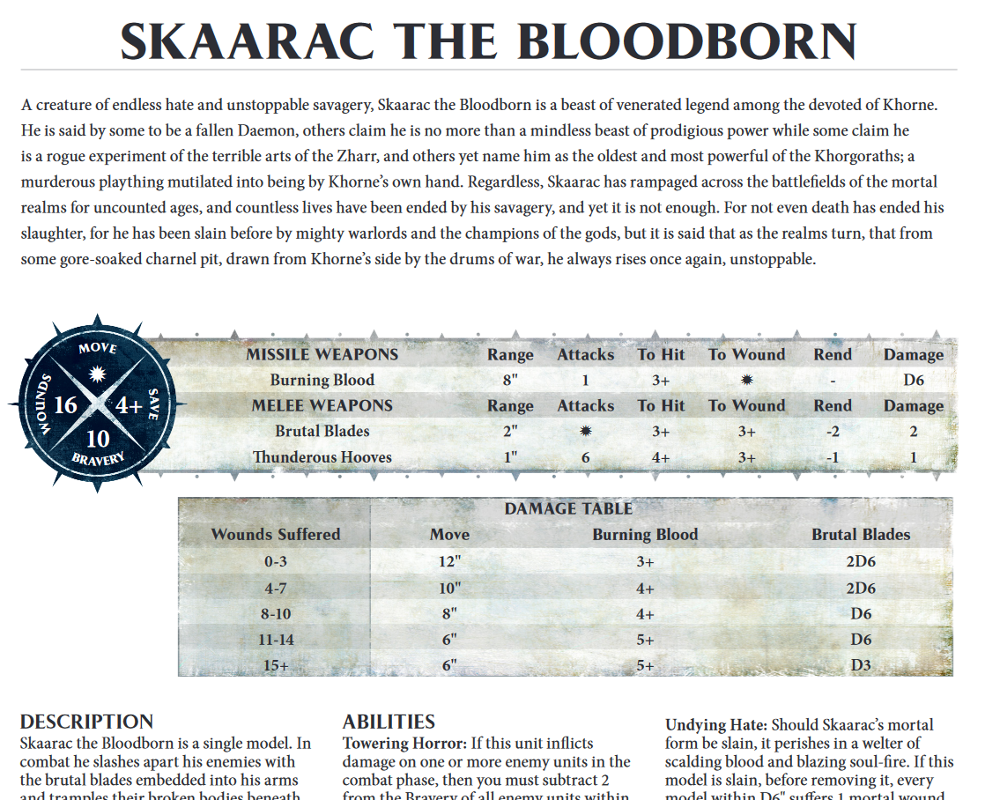 SKAARAC THE BLOODBORN
A creature of endless hate and unstoppable savagery, Skaarac the Bloodborn is a beast of venerated legend among the devoted of Khorne.
He is said by some to be a fallen Daemon, others claim he is no more than a mindless beast of prodigious power while some claim he
is a rogue experiment of the terrible arts of the Zharr, and others yet name him as the oldest and most powerful of the Khorgoraths; a
murderous plaything mutilated into being by Khorne's own hand. Regardless, Skaarac has rampaged across the battlefields of the mortal
realms for uncounted ages, and countless lives have been ended by his savagery, and yet it is not enough. For not even death has ended his
slaughter, for he has been slain before by mighty warlords and the champions of the gods, but it is said that as the realms turn, that from
some gore-soaked charnel pit, drawn from Khorne's side by the drums of war, he always rises once again, unstoppable.
MOVE
WOUNDS 16 4+ SAVE
10
BRAVERY
MISSILE WEAPONS Range Attacks To Hit To Wound Rend Damage
Burning Blood 8" 1 3+ ✹ - D6
MELEE WEAPONS Range Attacks To Hit To Wound Rend Damage
Brutal Blades 2" ✹ 3+ 3+ -2 2
Thunderous Hooves 1" 6 4+ 3+ -1 1
DAMAGE TABLE
Wounds Suffered Move Burning Blood Brutal Blades
0-3 12" 3+ 2D6
4-7 10" 4+ 2D6
8-10 8" 4+ D6
11-14 6" 5+ D6
15+ 6" 5+ D3
DESCRIPTION
Skaarac the Bloodborn is a single model. In
combat he slashes apart his enemies with
the brutal blades embedded into his arms
and tramples their broken bodies beneath
ABILITIES
Towering Horror: If this unit inflicts
damage on one or more enemy units in the
combat phase, then you must subtract 2
from the Bravery of all enemy units within
Undying Hate: Should Skaarac's mortal
form be slain, it perishes in a welter of
scalding blood and blazing soul-fire. If this
model is slain, before removing it, every
model within D6" suffers 1 mortal wound